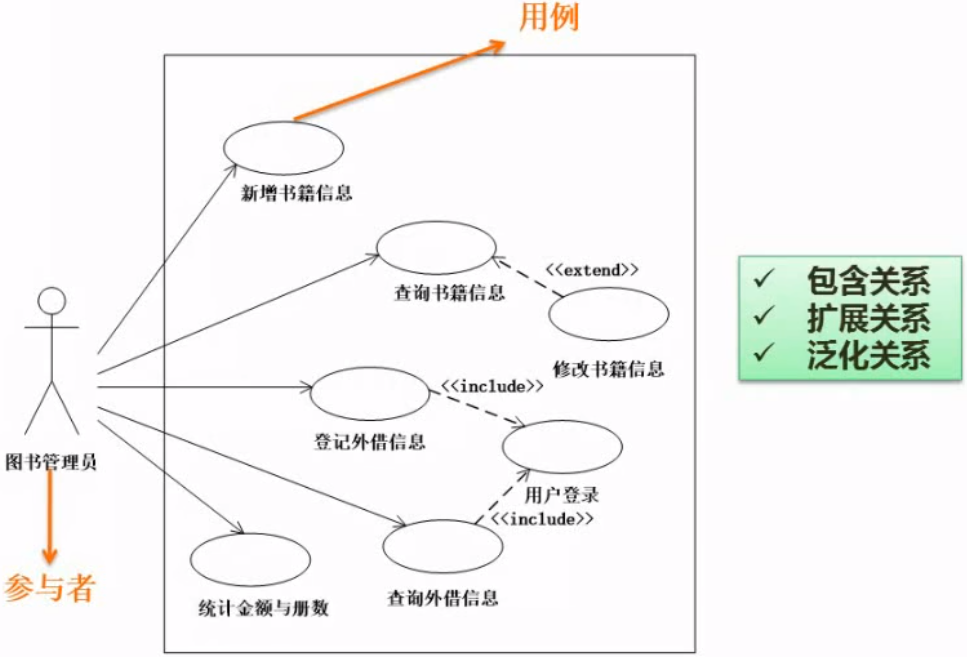 用例
新增书籍信息
<<extend>>
查询书籍信息
修改书籍信息
✓ 包含关系
✓ 扩展关系
✓ 泛化关系
<<include>>
登记外借信息
图书管理员
用户登录
<<include>>
参与者
查询外借信息
统计金额与册数